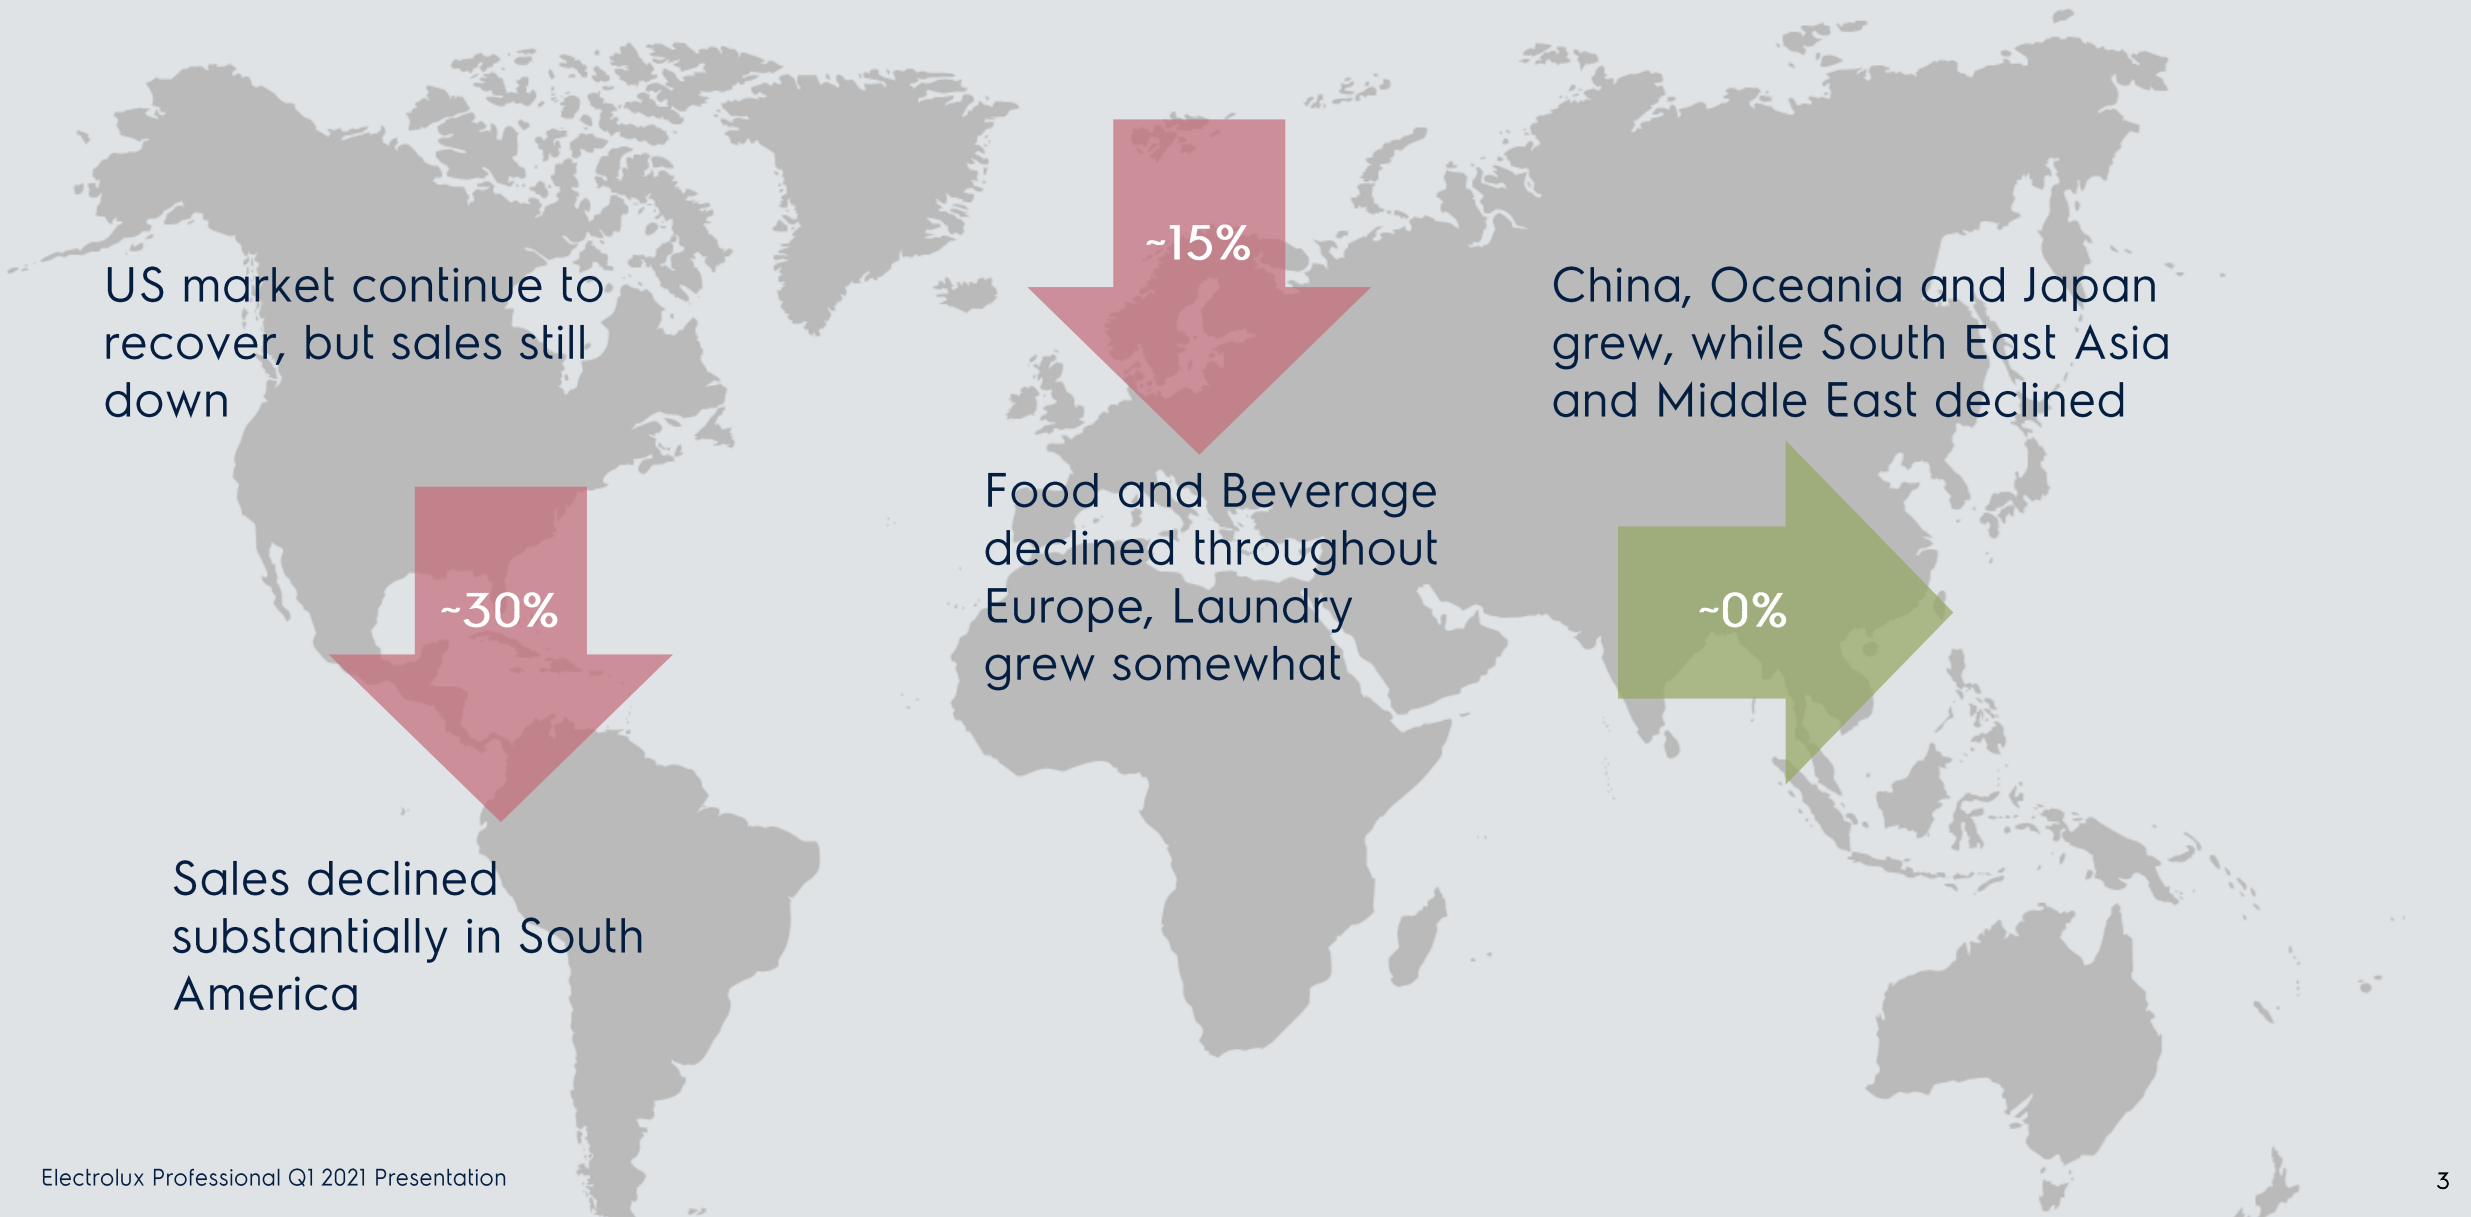 US market continue to
recover, but sales still
down
~30%
Sales declined
substantially in South
America
~15%
Food and Beverage
declined throughout
Europe, Laundry
grew somewhat
China, Oceania and Japan
grew, while South East Asia
and Middle East declined
~0%
Electrolux Professional Q1 2021 Presentation
3